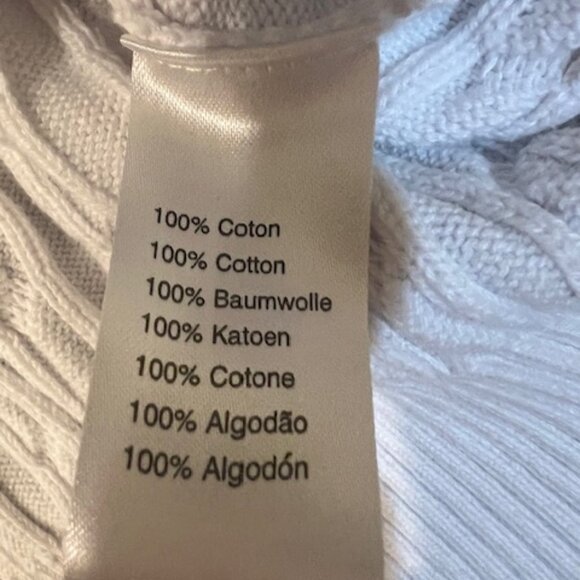 100% Coton
100% Cotton
100% Baumwolle
100% Katoen
100% Cotone
100% Algodão
100% Algodón